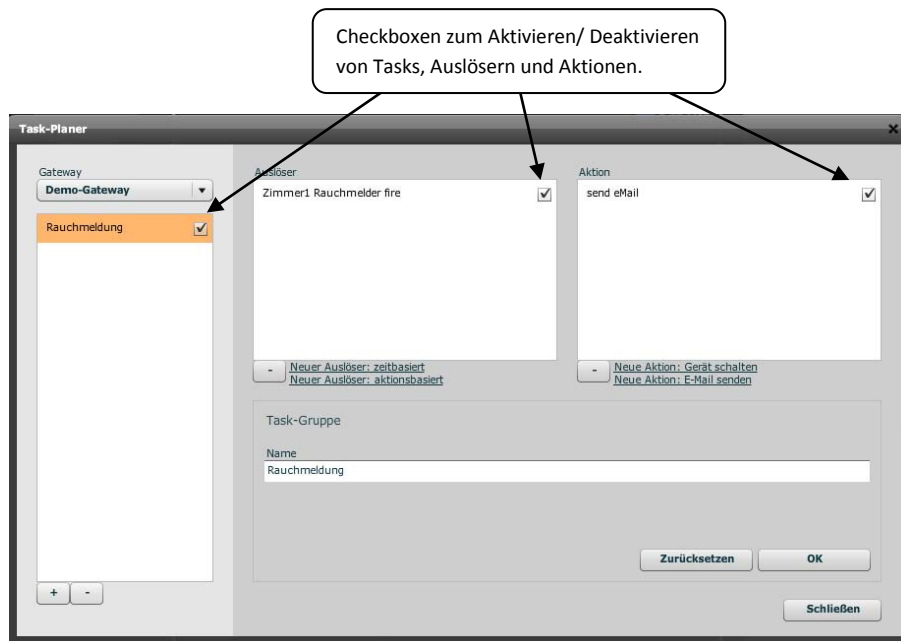 Checkboxen zum Aktivieren/ Deaktivieren
von Tasks, Auslösern und Aktionen.
Task-Planer
Gateway
Demo-Gateway
Rauchmeldung
Auslöser
Zimmer1 Rauchmelder fire
Aktion
send eMail
- Neuer Auslöser: zeitbasiert
Neuer Auslöser: aktionsbasiert
- Neue Aktion: Gerät schalten
Neue Aktion: E-Mail senden
Task-Gruppe
Name
Rauchmeldung
Zurücksetzen
OK
+ -
Schließen